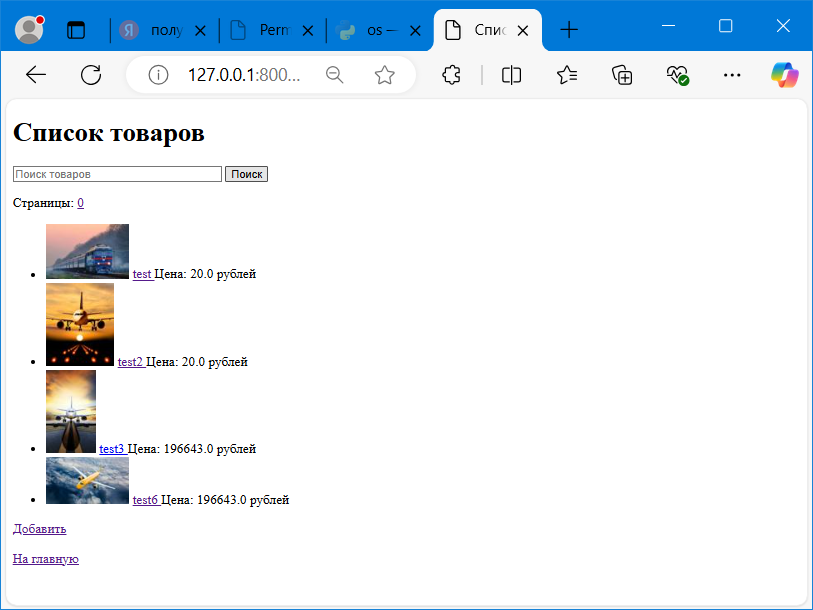 полу
Perm
os —
Спис
127.0.0.1:800...
Список товаров
Поиск товаров Поиск
Страницы: 0
test Цена: 20.0 рублей
test2 Цена: 20.0 рублей
test3 Цена: 196643.0 рублей
test6 Цена: 196643.0 рублей
Добавить
На главную